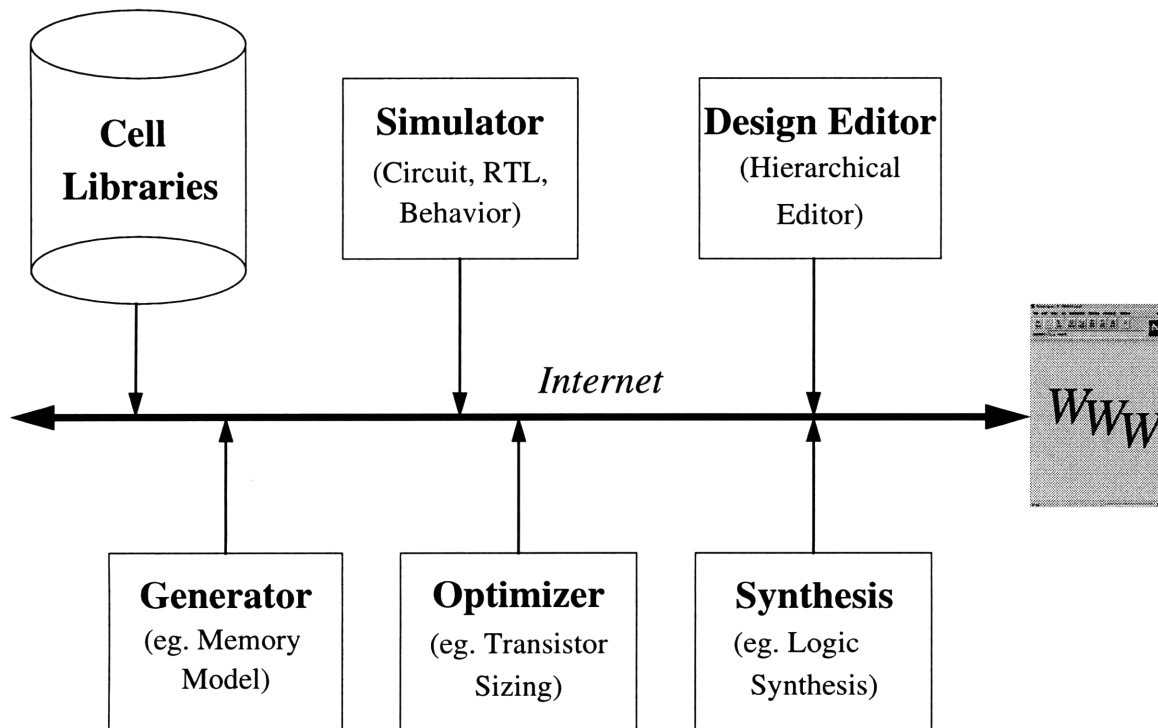 Cell
Libraries
Simulator
(Circuit, RTL,
Behavior)
Design Editor
(Hierarchical
Editor)
Internet
WWW
Generator
(eg. Memory
Model)
Optimizer
(eg. Transistor
Sizing)
Synthesis
(eg. Logic
Synthesis)